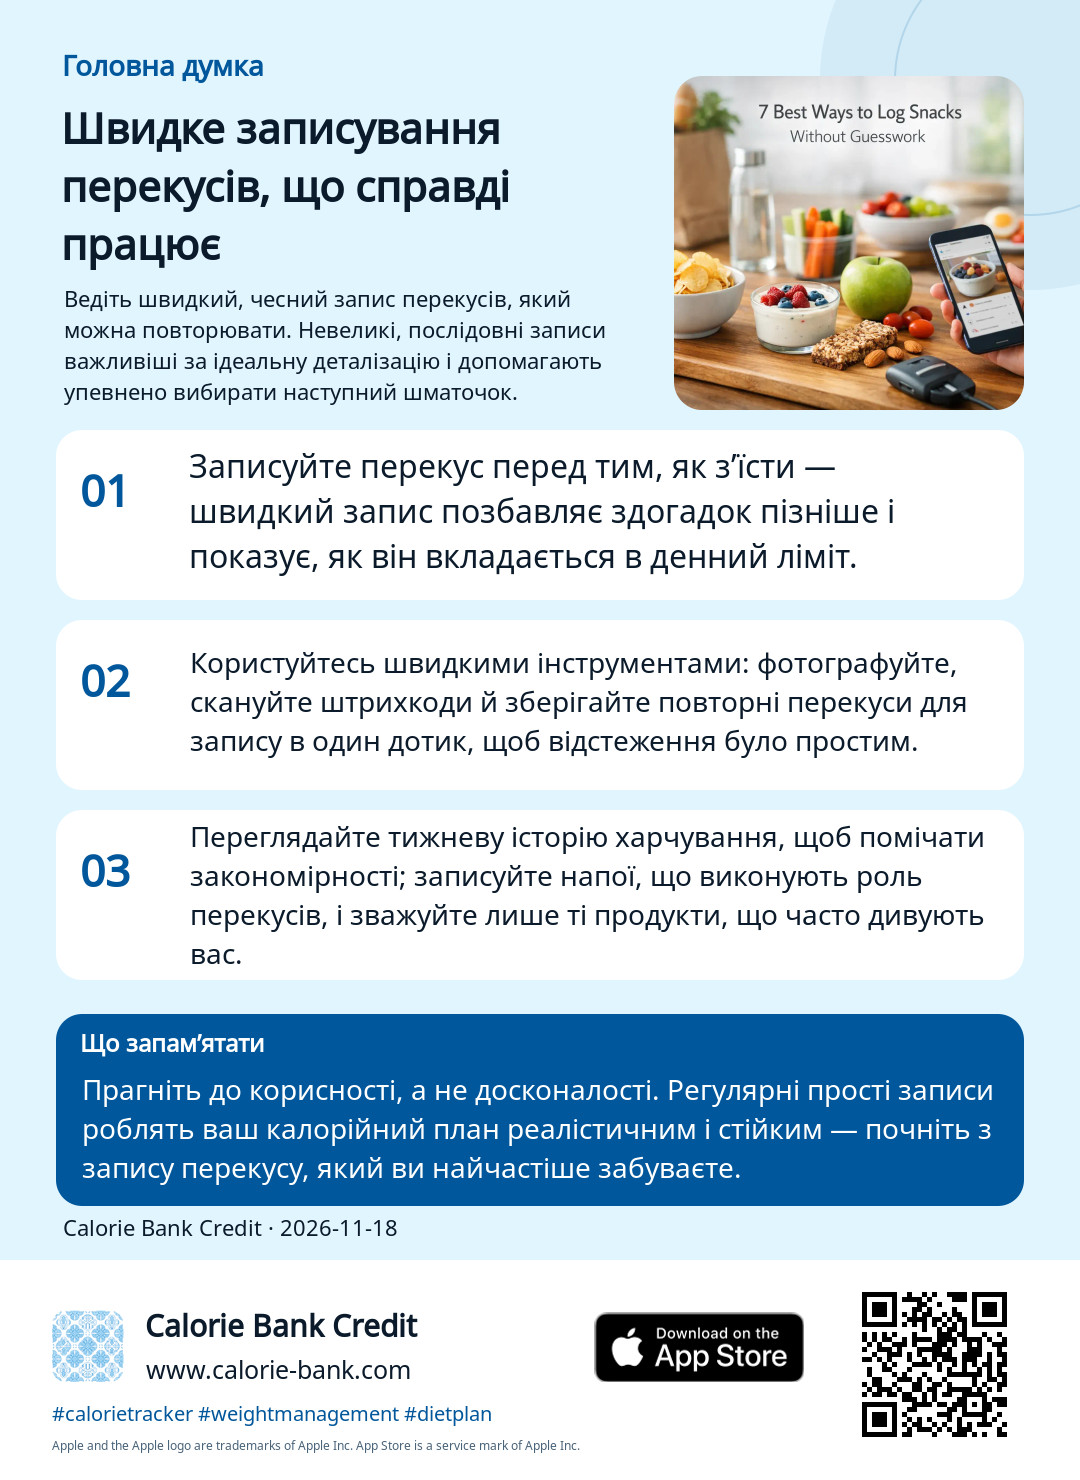 Головна думка
Швидке записування
перекусів, що справді
працює
Ведіть швидкий, чесний запис перекусів, який
можна повторювати. Невеликі, послідовні записи
важливіші за ідеальну деталізацію і допомагають
упевнено вибирати наступний шматочок.
7 Best Ways to Log Snacks
Without Guesswork
01
Записуйте перекус перед тим, як з’їсти —
швидкий запис позбавляє здогадок пізніше і
показує, як він вкладається в денний ліміт.
02
Користуйтесь швидкими інструментами: фотографуйте,
скануйте штрихкоди й зберігайте повторні перекуси для
запису в один дотик, щоб відстеження було простим.
03
Переглядайте тижневу історію харчування, щоб помічати
закономірності; записуйте напої, що виконують роль
перекусів, і зважуйте лише ті продукти, що часто дивують
вас.
Що запам’ятати
Прагніть до корисності, а не досконалості. Регулярні прості записи
роблять ваш калорійний план реалістичним і стійким — почніть з
запису перекусу, який ви найчастіше забуваєте.
Calorie Bank Credit · 2026-11-18
Calorie Bank Credit
www.calorie-bank.com
Download on the
App Store
#calorietracker #weightmanagement #dietplan
Apple and the Apple logo are trademarks of Apple Inc. App Store is a service mark of Apple Inc.